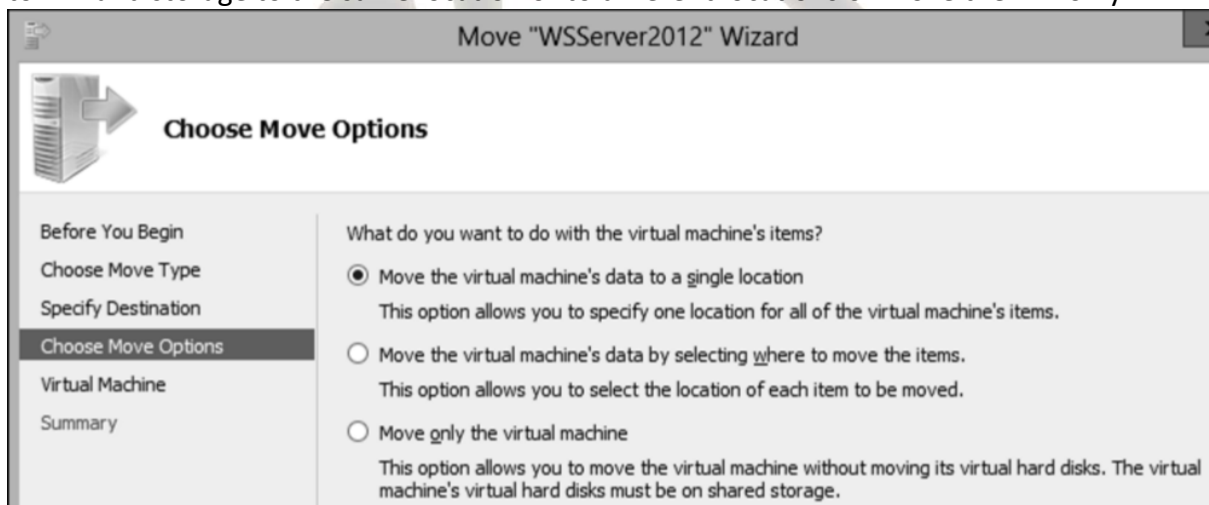 Move "WSServer2012" Wizard
Choose Move Options
Before You Begin
Choose Move Type
Specify Destination
Choose Move Options
Virtual Machine
Summary
What do you want to do with the virtual machine's items?
Move the virtual machine's data to a single location
This option allows you to specify one location for all of the virtual machine's items.
Move the virtual machine's data by selecting where to move the items.
This option allows you to select the location of each item to be moved.
Move only the virtual machine
This option allows you to move the virtual machine without moving its virtual hard disks. The virtual
machine's virtual hard disks must be on shared storage.